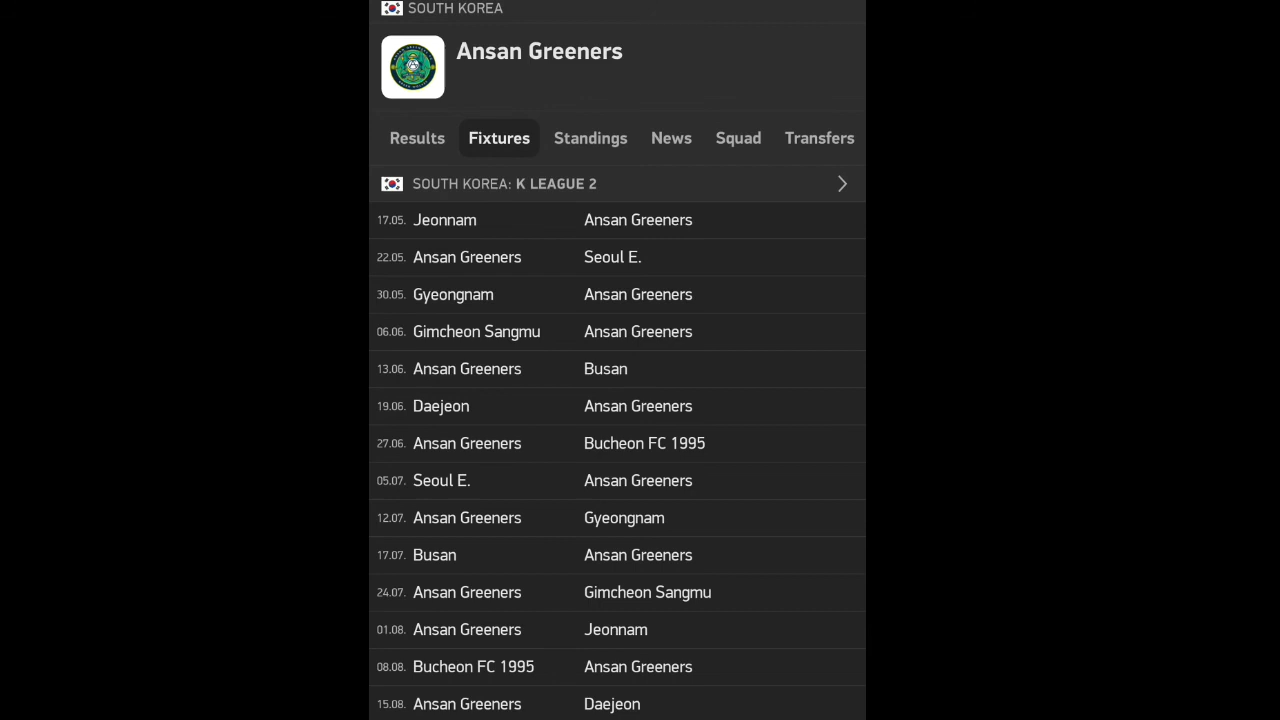 SOUTH KOREA
Ansan Greeners
Results Fixtures Standings News Squad Transfers
SOUTH KOREA: K LEAGUE 2
17.05. Jeonnam Ansan Greeners
22.05. Ansan Greeners Seoul E.
30.05. Gyeongnam Ansan Greeners
06.06. Gimcheon Sangmu Ansan Greeners
13.06. Ansan Greeners Busan
19.06. Daejeon Ansan Greeners
27.06. Ansan Greeners Bucheon FC 1995
05.07. Seoul E. Ansan Greeners
12.07. Ansan Greeners Gyeongnam
17.07. Busan Ansan Greeners
24.07. Ansan Greeners Gimcheon Sangmu
01.08. Ansan Greeners Jeonnam
08.08. Bucheon FC 1995 Ansan Greeners
15.08. Ansan Greeners Daejeon